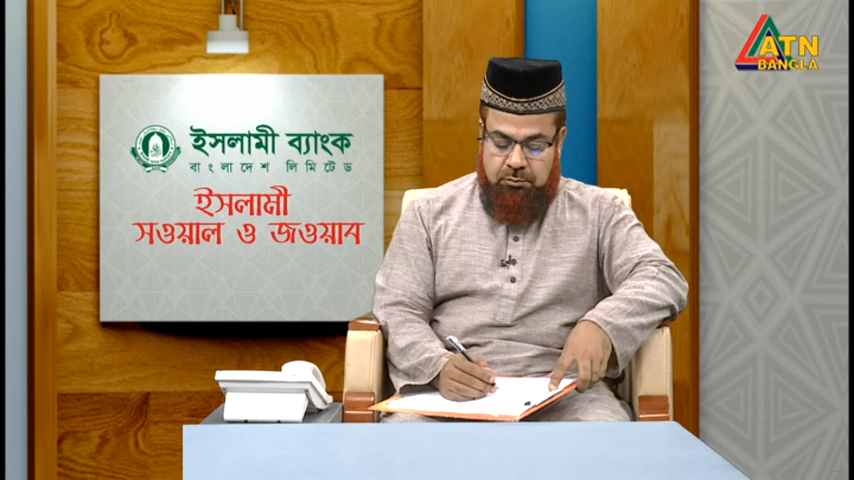 ATN
BANGLA
ইসলামী ব্যাংক
বাংলাদেশ লিমিটেড
ইসলামী
সওয়াল ও জওয়াব